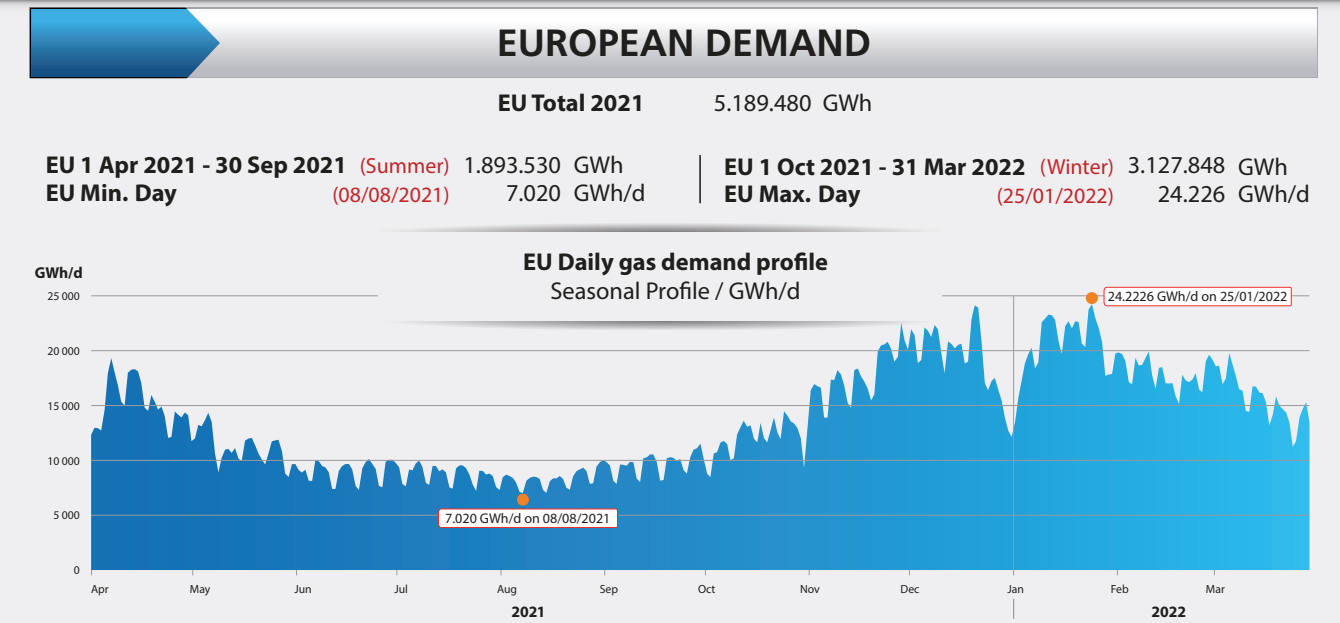 EUROPEAN DEMAND
EU Total 2021 5.189.480 GWh
EU 1 Apr 2021 - 30 Sep 2021 (Summer) 1.893.530 GWh
EU Min. Day (08/08/2021) 7.020 GWh/d
EU 1 Oct 2021 - 31 Mar 2022 (Winter) 3.127.848 GWh
EU Max. Day (25/01/2022) 24.226 GWh/d
EU Daily gas demand profile
Seasonal Profile / GWh/d
GWh/d
25 000
24.2226 GWh/d on 25/01/2022
20 000
15 000
10 000
5 000
7.020 GWh/d on 08/08/2021
0
Apr May Jun Jul Aug Sep Oct Nov Dec Jan Feb Mar
2021 2022